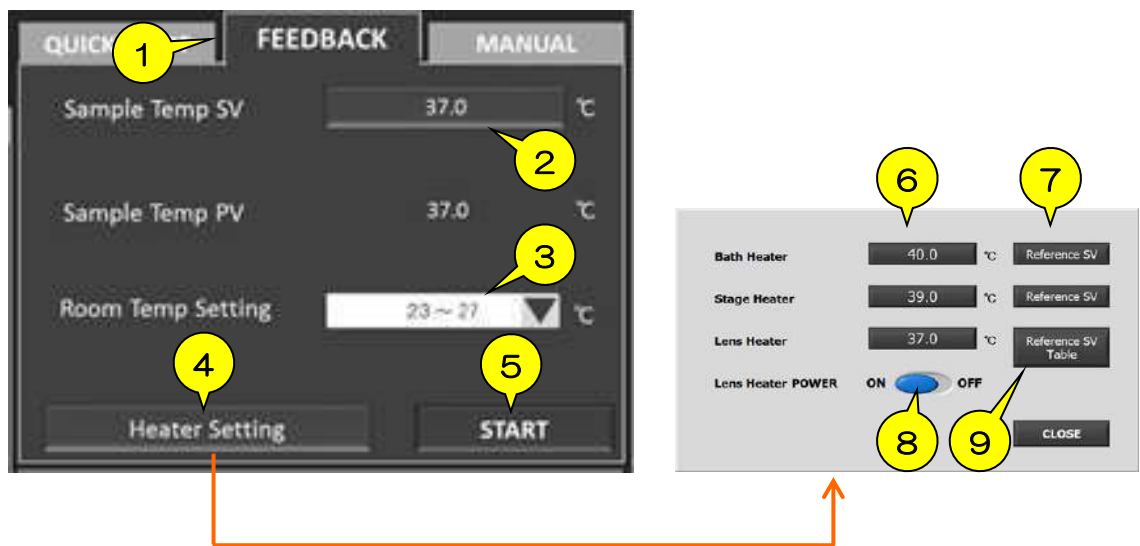 FEEDBACK
MANUAL
1
Sample Temp SV 37.0 ℃
2
Sample Temp PV 37.0 ℃
3
Room Temp Setting 23～27 ℃
4
5
Heater Setting START
6
7
Bath Heater 40.0 ℃ Reference SV
Stage Heater 39.0 ℃ Reference SV
Lens Heater 37.0 ℃ Reference SV
Table
Lens Heater POWER ON OFF
8
9
CLOSE